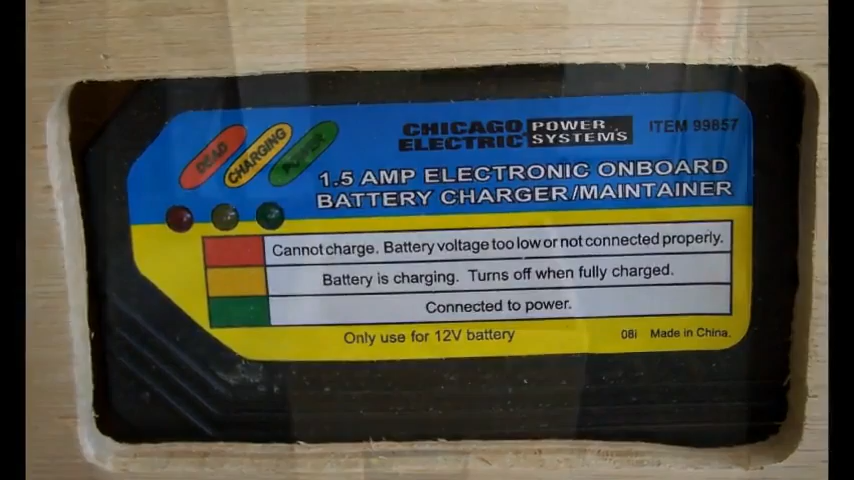 DEAD
CHARGING
POWER
CHICAGO ELECTRIC POWER SYSTEMS
ITEM 99857
1.5 AMP ELECTRONIC ONBOARD
BATTERY CHARGER/MAINTAINER
Cannot charge. Battery voltage too low or not connected properly.
Battery is charging. Turns off when fully charged.
Connected to power.
Only use for 12V battery
08i Made in China.